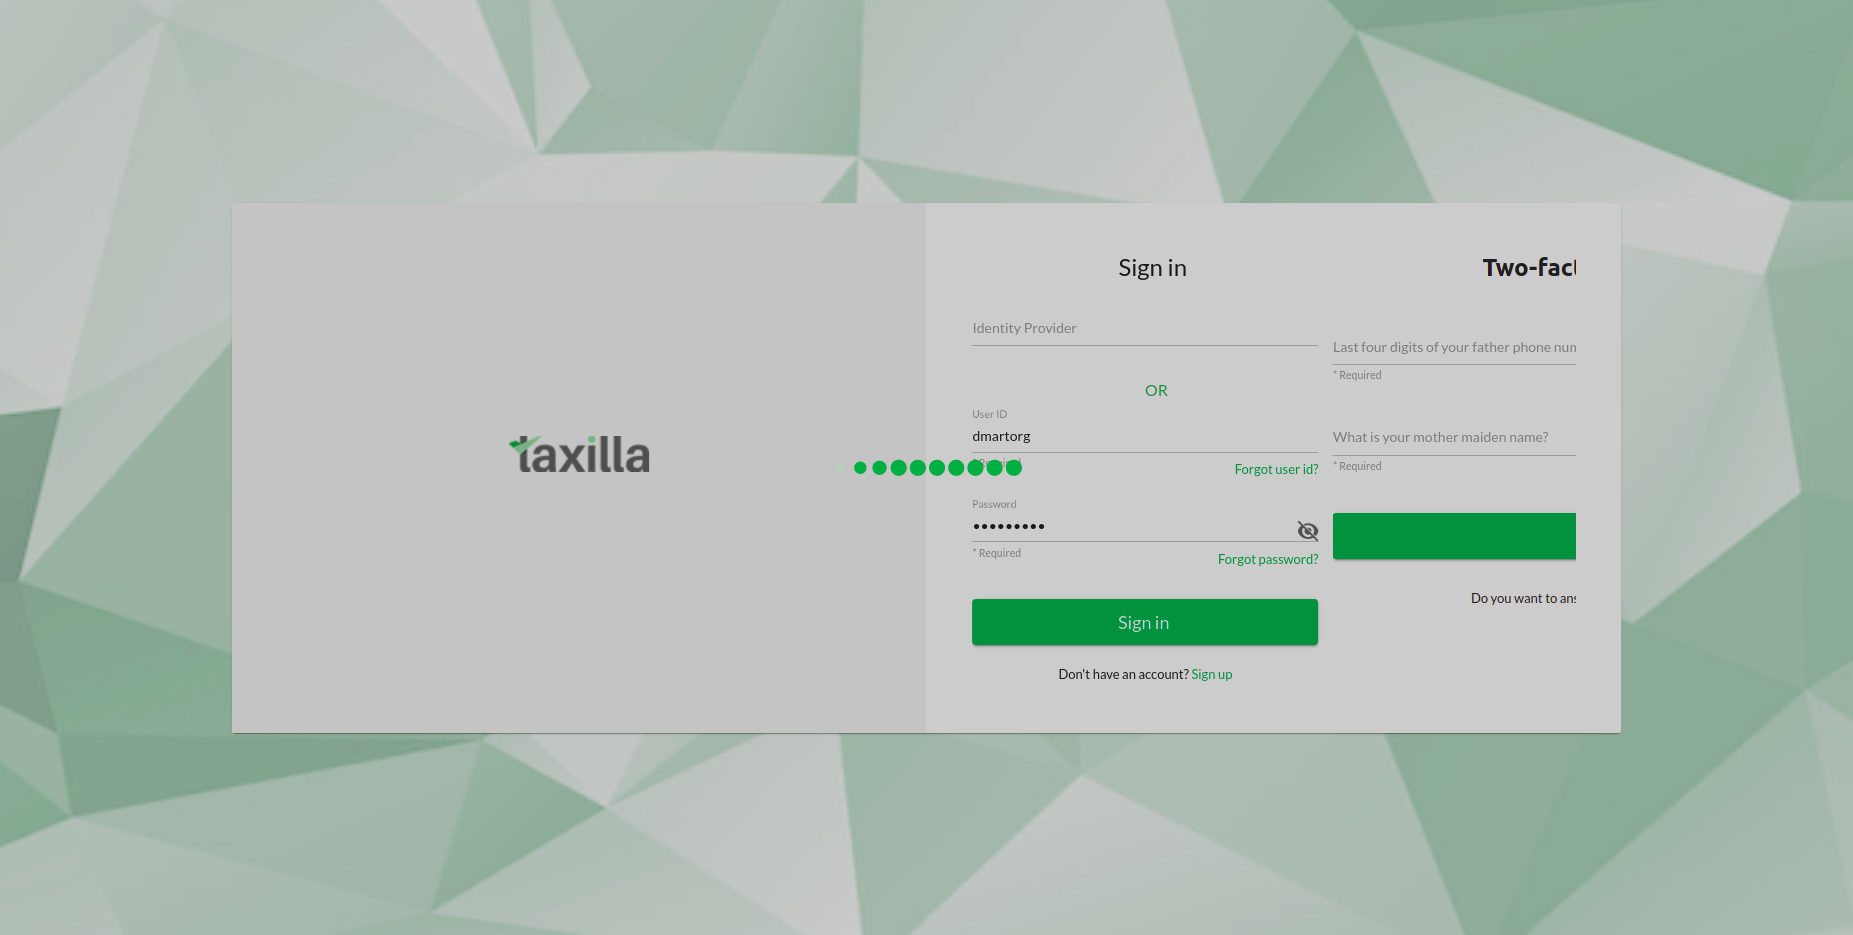 taxilla
Sign in
Identity Provider
OR
User ID
dmartorg
Forgot user id?
Password
•••••••••
* Required
Forgot password?
Sign in
Don't have an account? Sign up
Two-fact
Last four digits of your father phone num
* Required
What is your mother maiden name?
* Required
Do you want to ans